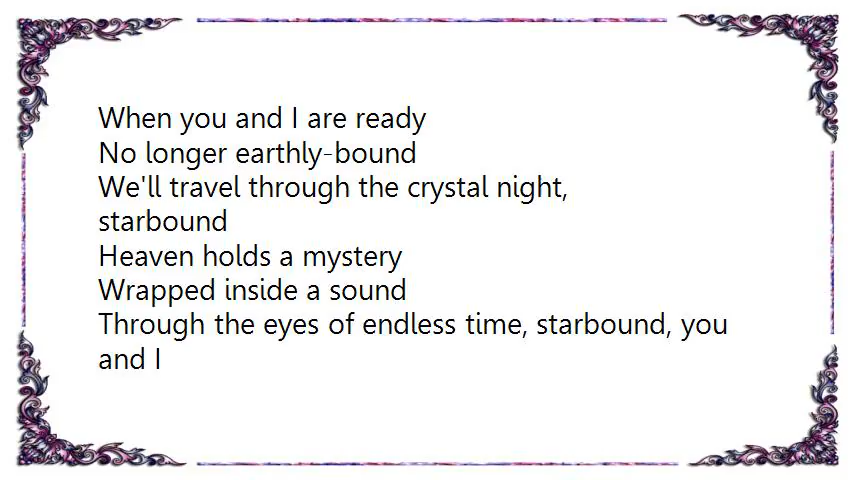 When you and I are ready
No longer earthly-bound
We'll travel through the crystal night,
starbound
Heaven holds a mystery
Wrapped inside a sound
Through the eyes of endless time, starbound, you
and I